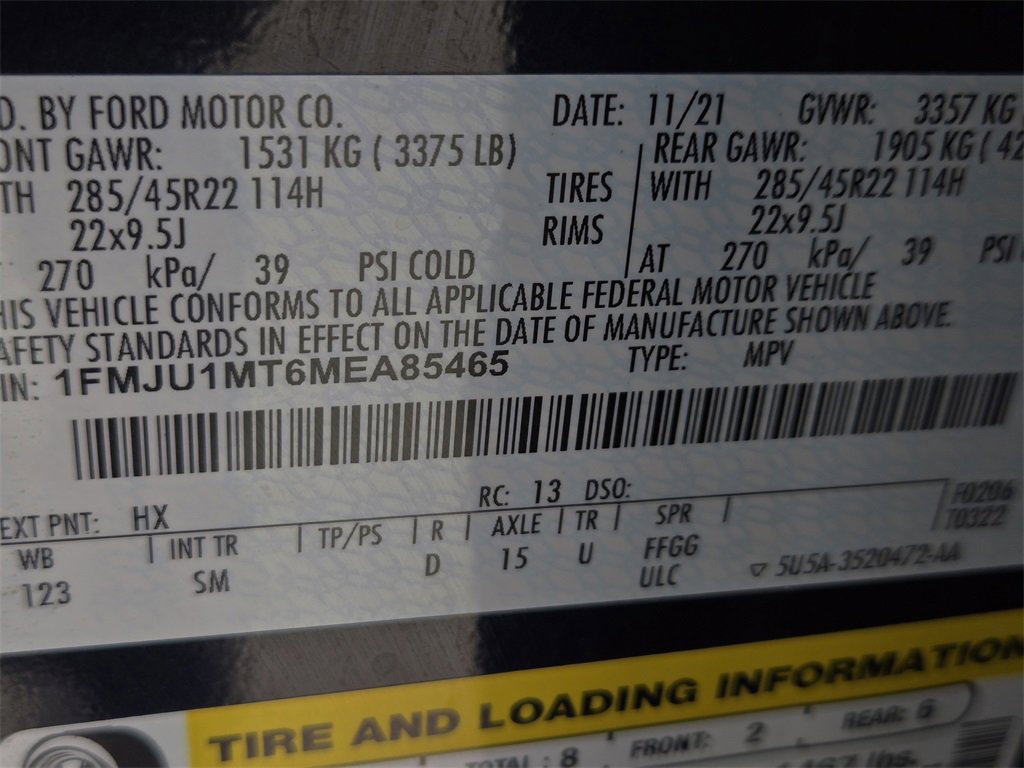 D. BY FORD MOTOR CO. DATE: 11/21 GVWR: 3357 KG
ONT GAWR: 1531 KG ( 3375 LB) REAR GAWR: 1905 KG ( 42
TH 285/45R22 114H TIRES WITH 285/45R22 114H
22x9.5J RIMS 22x9.5J
270 kPa/ 39 PSI COLD AT 270 kPa/ 39 PSI
HIS VEHICLE CONFORMS TO ALL APPLICABLE FEDERAL MOTOR VEHICLE
AFETY STANDARDS IN EFFECT ON THE DATE OF MANUFACTURE SHOWN ABOVE.
IN: 1FMJU1MT6MEA85465 TYPE: MPV
RC: 13 DSO:
EXT PNT: HX F0206
WB INT TR TP/PS R AXLE TR SPR T0322
123 SM D 15 U FFGG
ULC ▽ 5U5A-3520472-AA
TIRE AND LOADING INFORMATION
TOTAL : 8 FRONT: 2 REAR: 6
lbs.